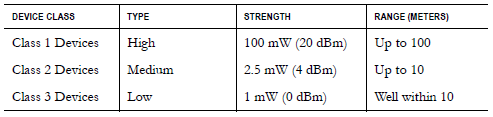 DEVICE CLASS TYPE STRENGTH RANGE (METERS)
Class 1 Devices High 100 mW (20 dBm) Up to 100
Class 2 Devices Medium 2.5 mW (4 dBm) Up to 10
Class 3 Devices Low 1 mW (0 dBm) Well within 10